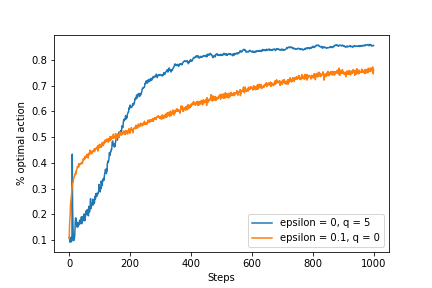 0.8
0.7
0.6
0.5
0.4
0.3
0.2
0.1
% optimal action
0 200 400 600 800 1000
Steps
epsilon = 0, q = 5
epsilon = 0.1, q = 0